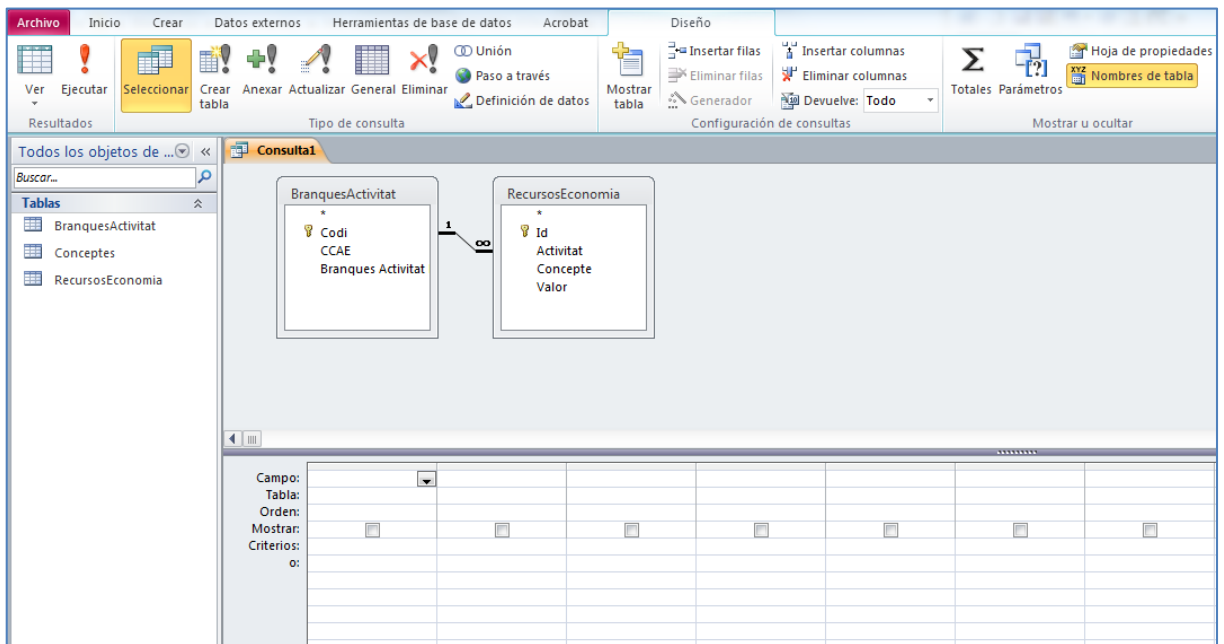 Archivo Inicio Crear Datos externos Herramientas de base de datos Acrobat Diseño
Ver
Ejecutar
Seleccionar
Crear tabla
Anexar
Actualizar
General
Eliminar
Unión
Paso a través
Definición de datos
Mostrar tabla
Insertar filas
Eliminar filas
Generador
Insertar columnas
Eliminar columnas
Devuelve: Todo
Totales
Parámetros
Hoja de propiedades
Nombres de tabla
Resultados Tipo de consulta Configuración de consultas Mostrar u ocultar
Todos los objetos de ... «
Buscar...
Tablas
BranquesActivitat
Conceptes
RecursosEconomia
Consulta1
BranquesActivitat
*
Codi
CCAE
Branques Activitat
1 ∞
RecursosEconomia
*
Id
Activitat
Concepte
Valor
Campo:
Tabla:
Orden:
Mostrar:
Criterios:
o: